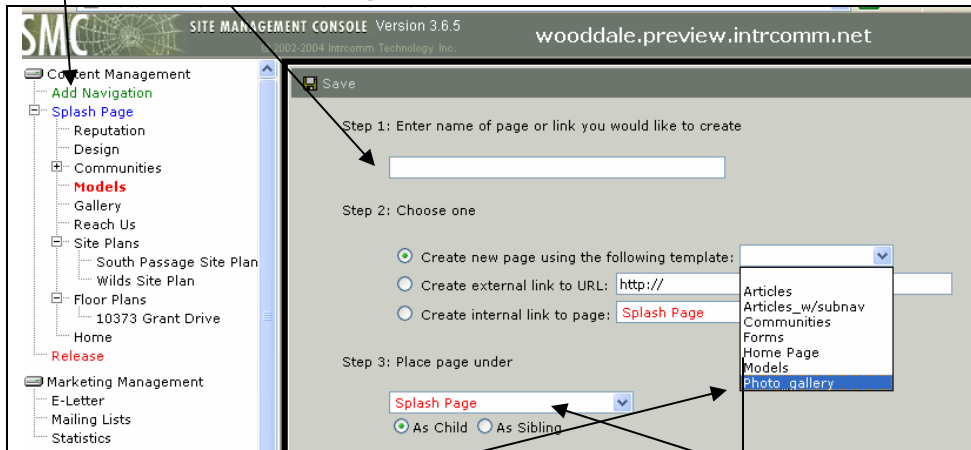 SMC
SITE MANAGEMENT CONSOLE Version 3.6.5
2002-2004 Intrcomm Technology Inc.
wooddale.preview.intrcomm.net
Content Management
Add Navigation
Splash Page
Reputation
Design
Communities
Models
Gallery
Reach Us
Site Plans
South Passage Site Plan
Wilds Site Plan
Floor Plans
10373 Grant Drive
Home
Release
Marketing Management
E-Letter
Mailing Lists
Statistics
Save
Step 1: Enter name of page or link you would like to create
Step 2: Choose one
Create new page using the following template:
Create external link to URL: http://
Create internal link to page: Splash Page
Articles
Articles_w/subnav
Communities
Forms
Home Page
Models
Photo_gallery
Step 3: Place page under
Splash Page
As Child As Sibling